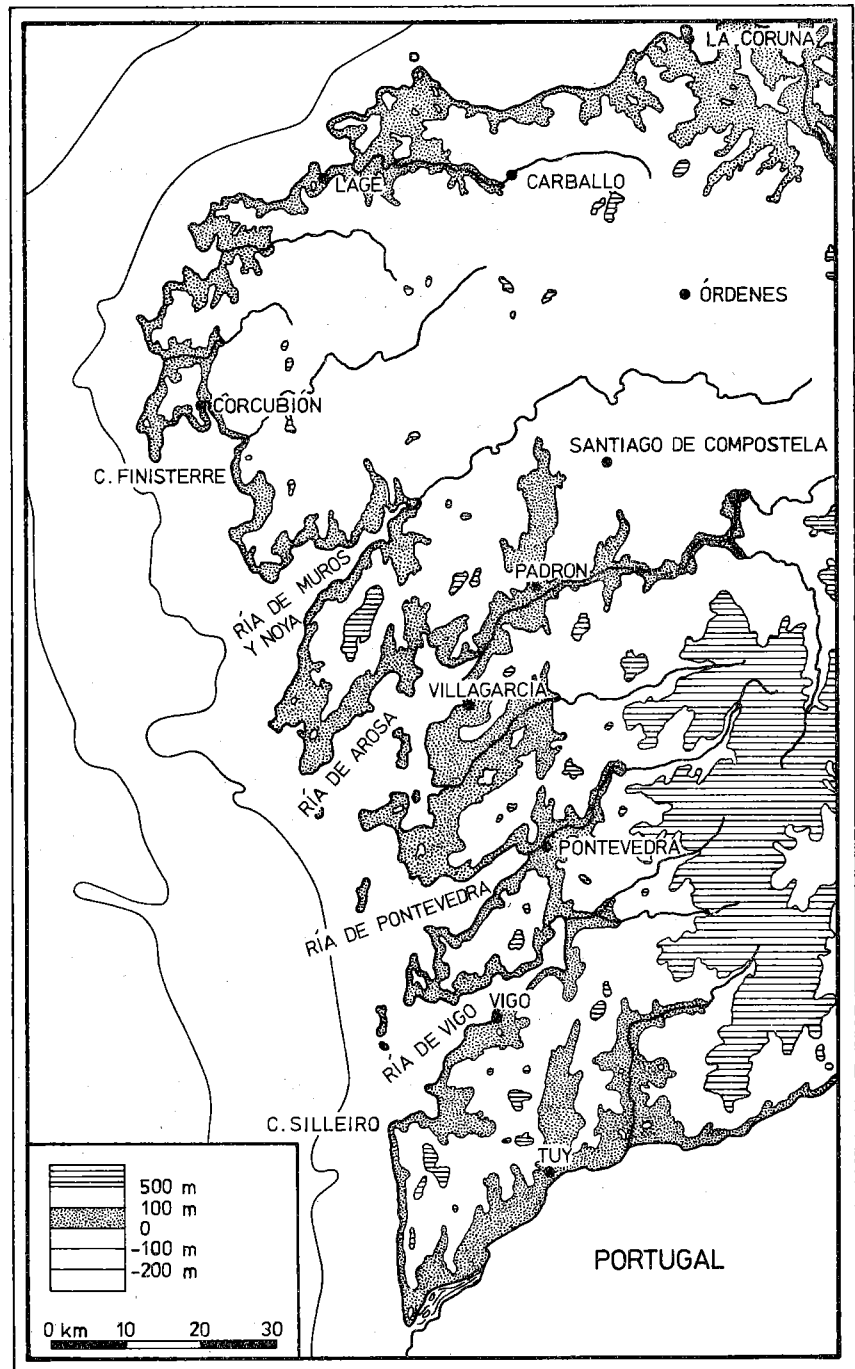 LA CORUNA
LAGE
CARBALLO
ÓRDENES
CORCUBIÓN
C. FINISTERRE
SANTIAGO DE COMPOSTELA
RÍA DE MUROS
Y NOYA
PADRON
VILLAGARCÍA
RÍA DE AROSA
PONTEVEDRA
RÍA DE PONTEVEDRA
VIGO
RÍA DE VIGO
C. SILLEIRO
TUY
PORTUGAL
500 m
100 m
0
-100 m
-200 m
0 km 10 20 30